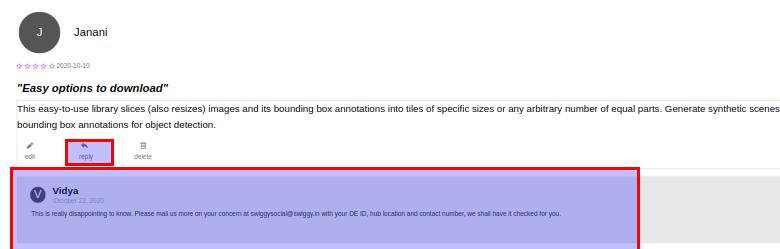 J
Janani
2020-10-10
"Easy options to download"
This easy-to-use library slices (also resizes) images and its bounding box annotations into tiles of specific sizes or any arbitrary number of equal parts. Generate synthetic scenes
bounding box annotations for object detection.
edit reply delete
V
Vidya
October 22, 2020
This is really disappointing to know. Please mail us more on your concern at swiggysocial@swiggy.in with your DE ID, hub location and contact number, we shall have it checked for you.